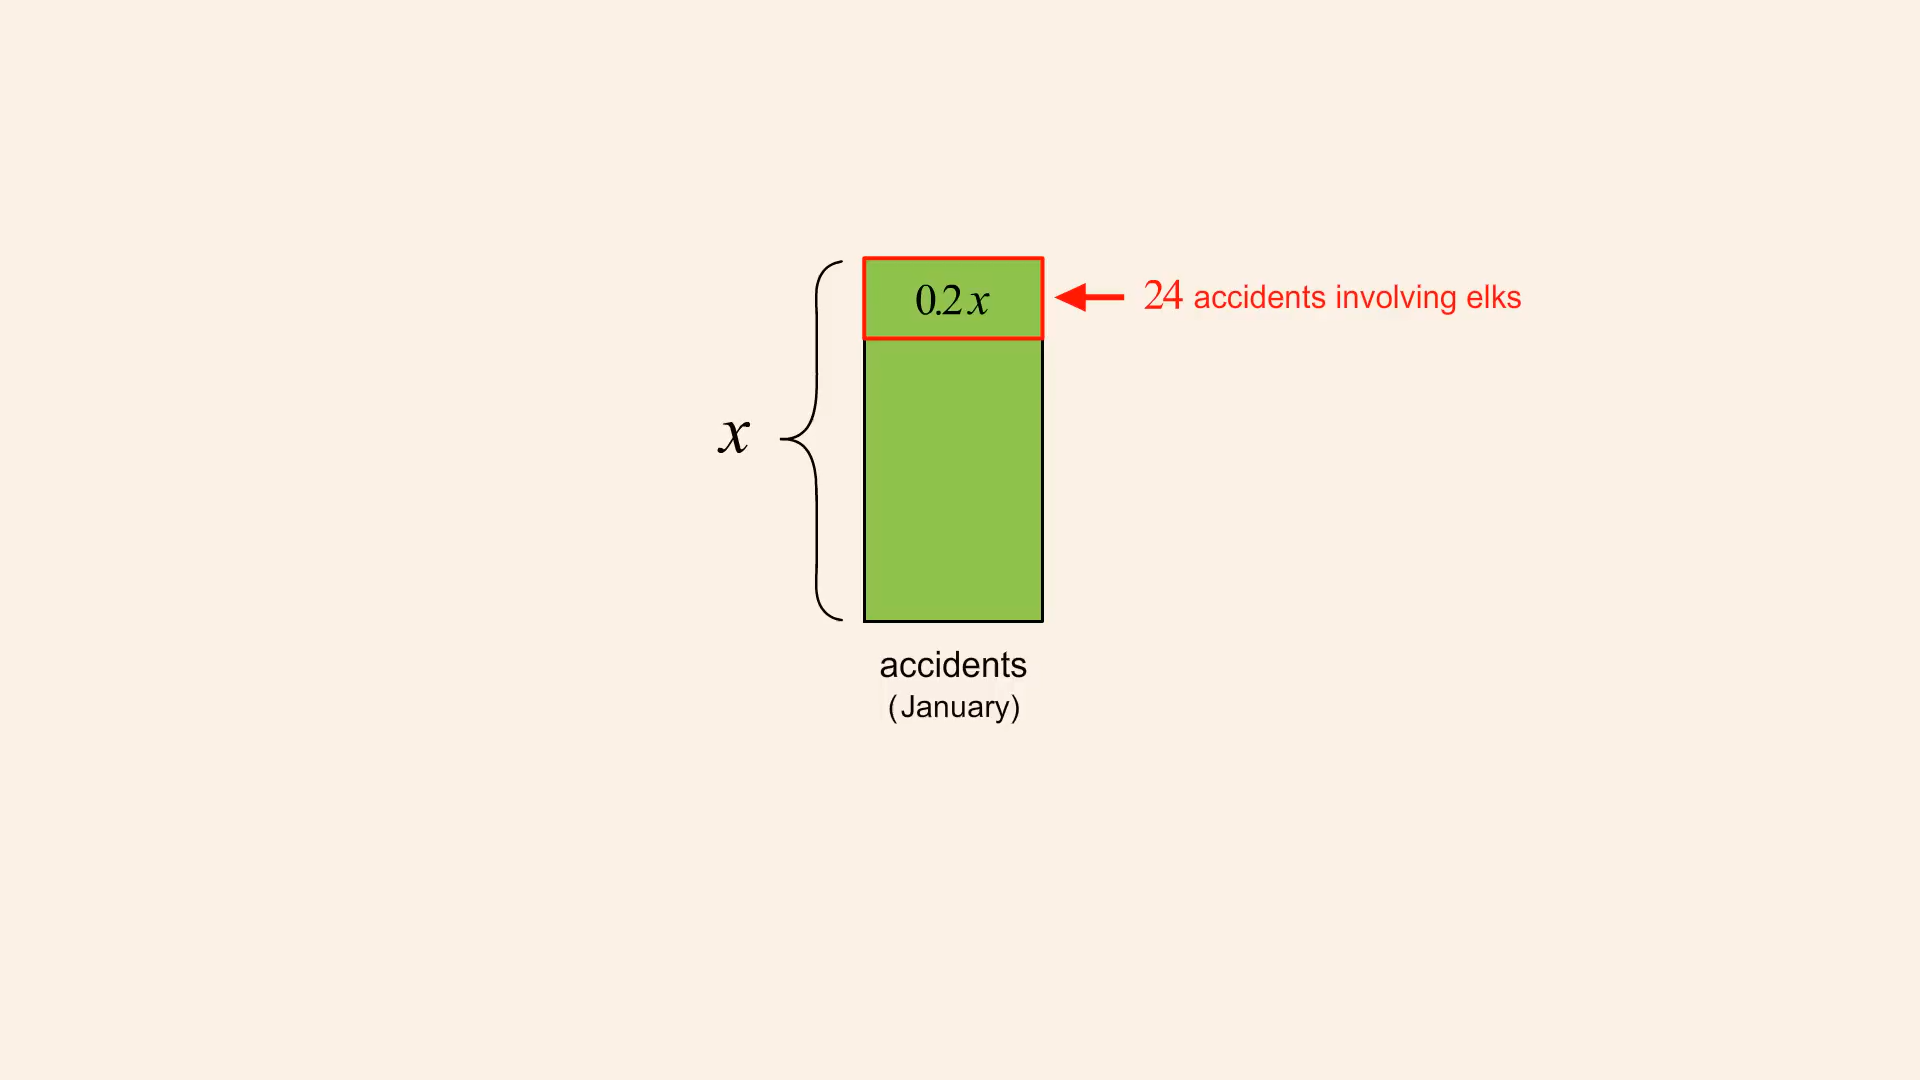 0.2x
24 accidents involving elks
x
accidents
(January)